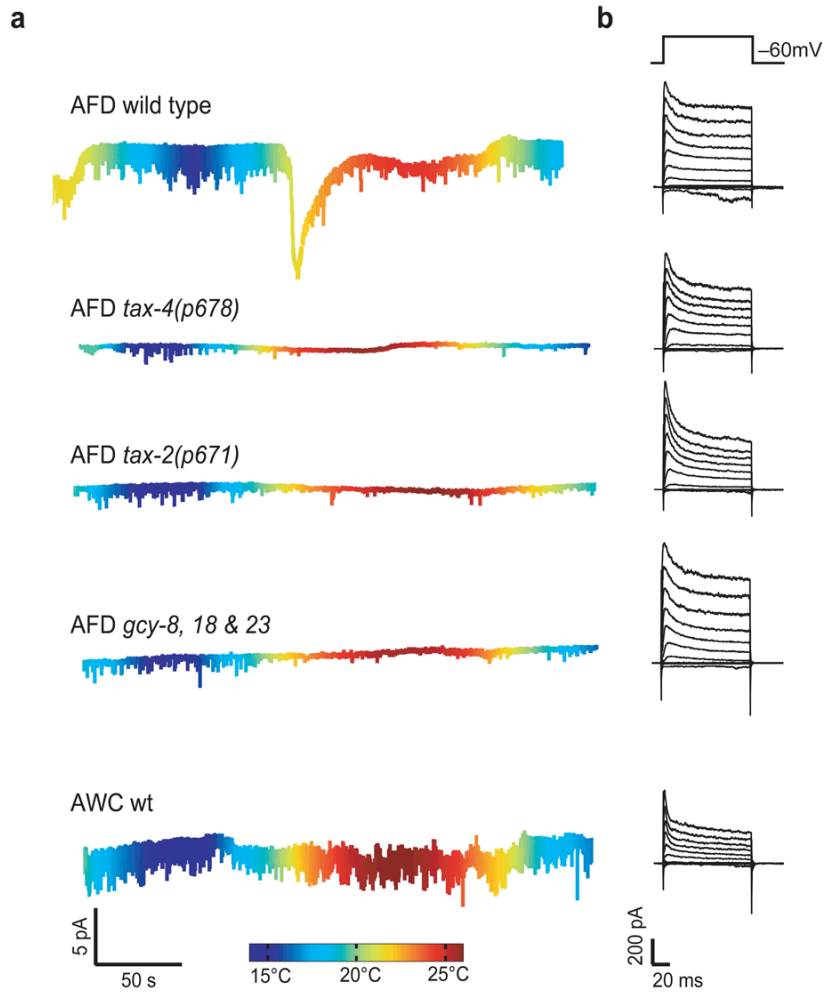 a
b
–60mV
AFD wild type
AFD tax-4(p678)
AFD tax-2(p671)
AFD gcy-8, 18 & 23
AWC wt
5 pA
50 s
15°C
20°C
25°C
200 pA
20 ms